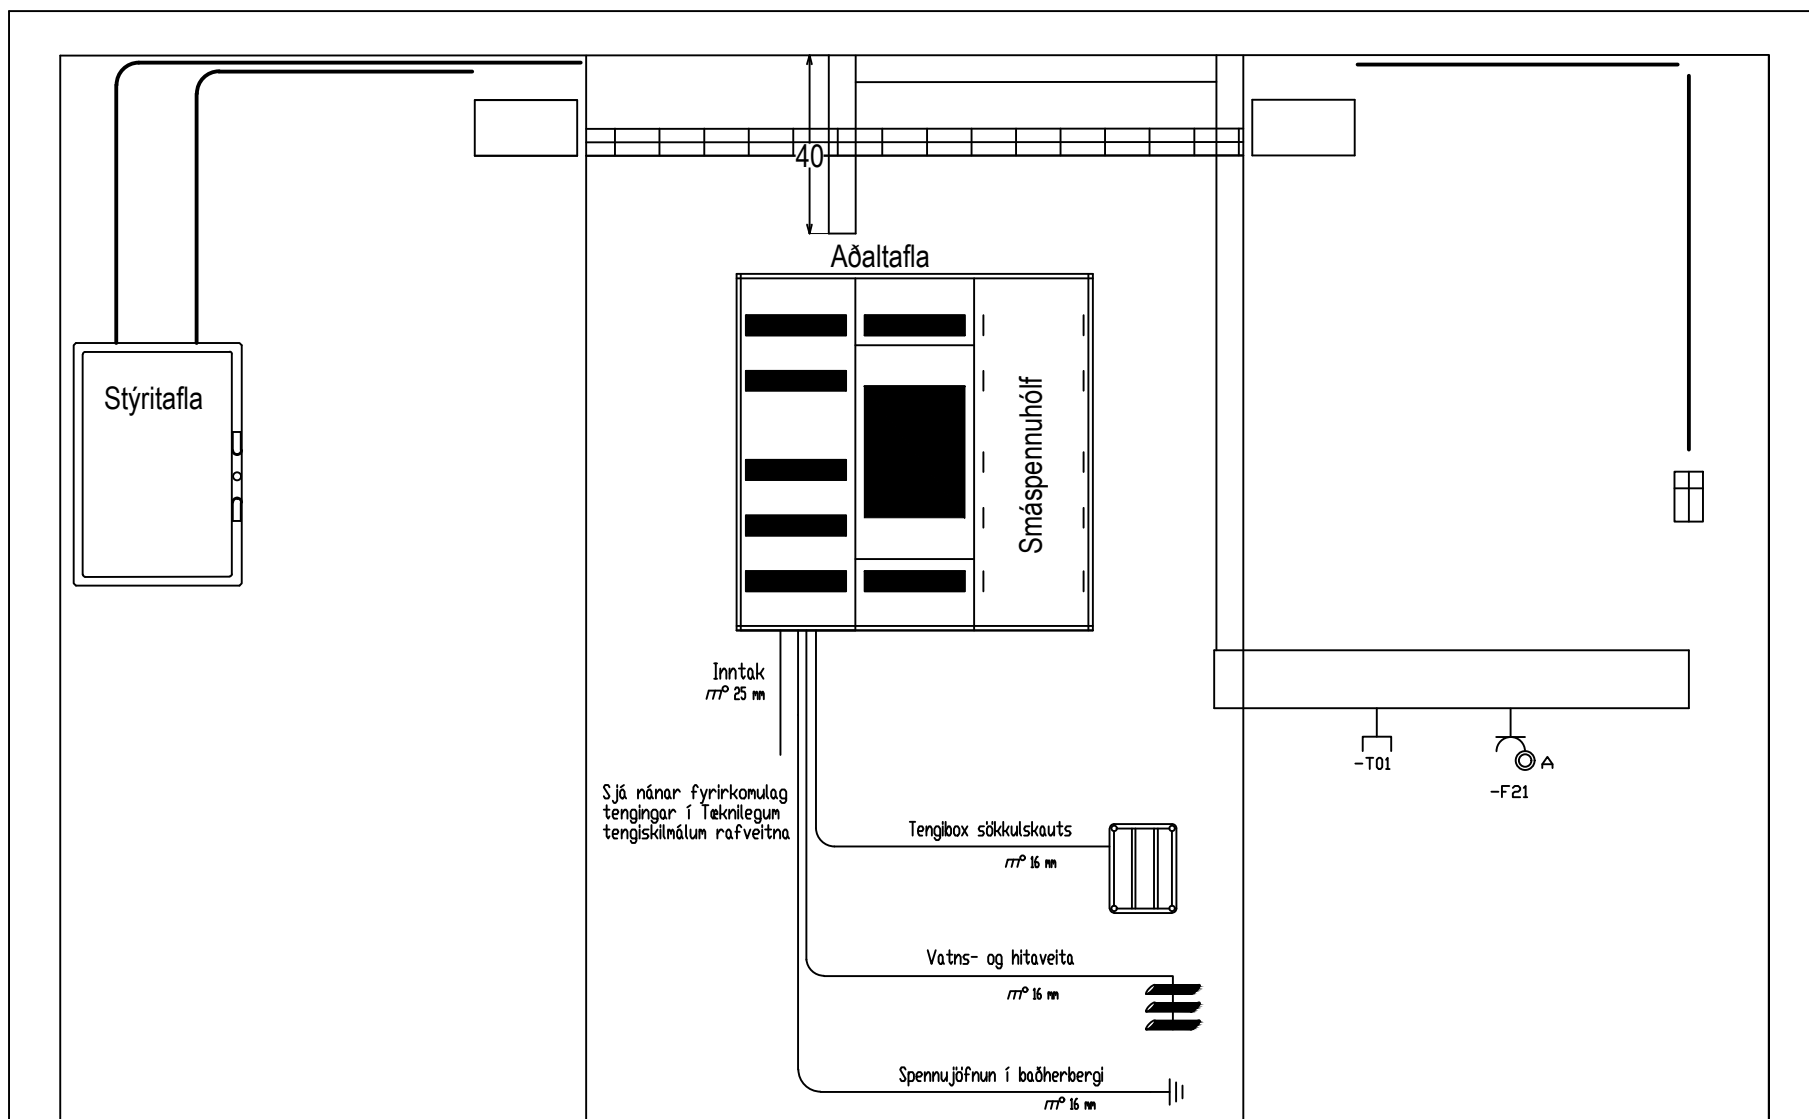 40
Aðaltafla
Stýritafla
Smáspennuhólf
Inntak
25 mm
Sjá nánar fyrirkomulag
tengingar í Tæknilegum
tengiskilmálum rafveitna
-T01
A
-F21
Tengibox sökkulskauts
16 mm
Vatns- og hitaveita
16 mm
Spennujöfnun í baðherbergi
16 mm